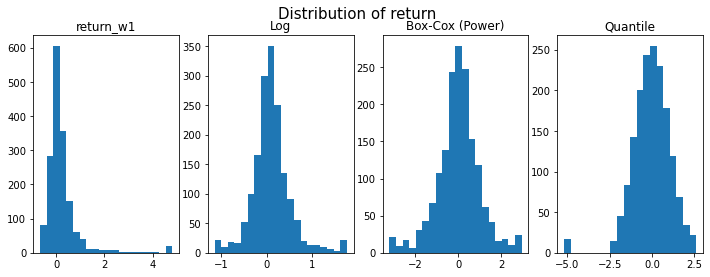 Distribution of return
return_w1 Log Box-Cox (Power) Quantile
600 500 400 300 200 100 0
0 2 4
350 300 250 200 150 100 50 0
−1 0 1
250 200 150 100 50 0
−2 0 2
250 200 150 100 50 0
−5.0 −2.5 0.0 2.5